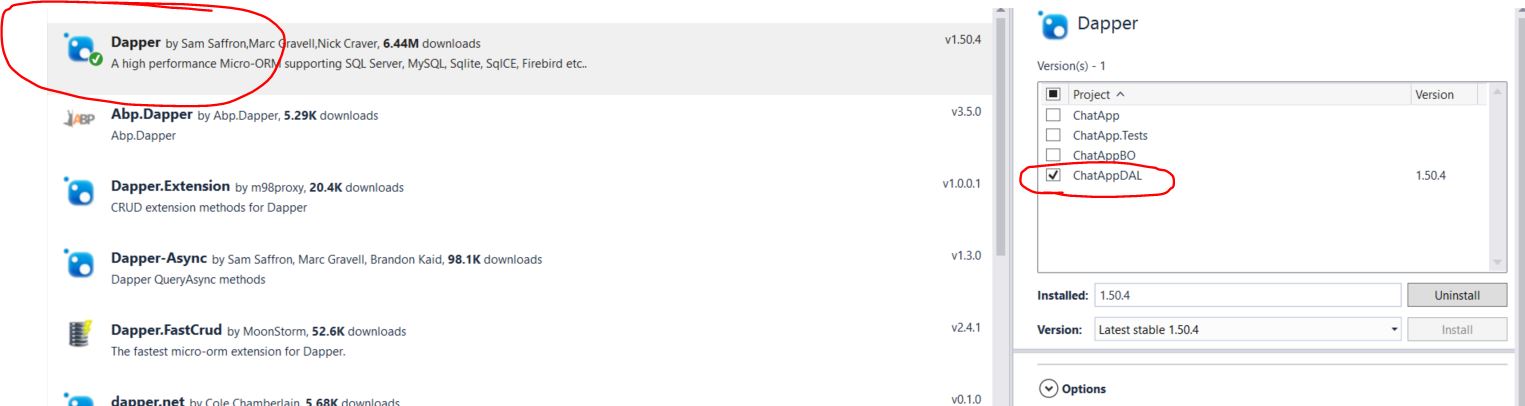 Dapper by Sam Saffron,Marc Gravell,Nick Craver, 6.44M downloads
v1.50.4
A high performance Micro-ORM supporting SQL Server, MySQL, Sqlite, SqlCE, Firebird etc..
Abp.Dapper by Abp.Dapper, 5.29K downloads
v3.5.0
Abp.Dapper
ABP
Dapper.Extension by m98proxy, 20.4K downloads
v1.0.0.1
CRUD extension methods for Dapper
Dapper-Async by Sam Saffron, Marc Gravell, Brandon Kaid, 98.1K downloads
v1.3.0
Dapper QueryAsync methods
Dapper.FastCrud by MoonStorm, 52.6K downloads
v2.4.1
The fastest micro-orm extension for Dapper.
dapper.net by Cole Chamberlain, 5.68K downloads
v0.1.0
Dapper
Version(s) - 1
Project Version
ChatApp
ChatApp.Tests
ChatAppBO
ChatAppDAL 1.50.4
Installed: 1.50.4 Uninstall
Version: Latest stable 1.50.4 Install
Options